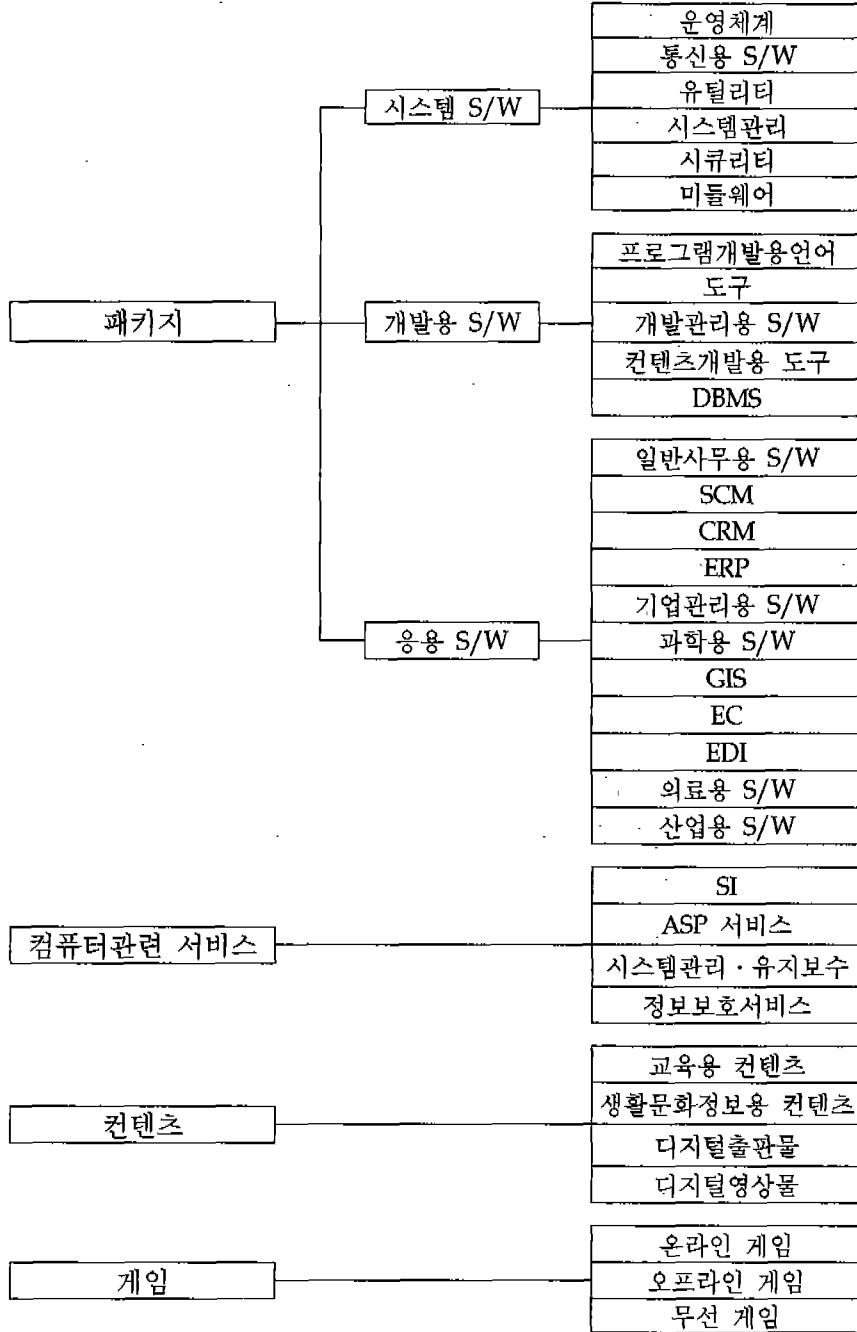 운영체계
통신용 S/W
유틸리티
시스템 S/W
시스템관리
시큐리티
미들웨어
프로그램개발용언어
도구
패키지
개발용 S/W
개발관리용 S/W
컨텐츠개발용 도구
DBMS
일반사무용 S/W
SCM
CRM
ERP
기업관리용 S/W
응용 S/W
과학용 S/W
GIS
EC
EDI
의료용 S/W
산업용 S/W
SI
ASP 서비스
컴퓨터관련 서비스
시스템관리 · 유지보수
정보보호서비스
교육용 컨텐츠
생활문화정보용 컨텐츠
컨텐츠
디지털출판물
디지털영상물
온라인 게임
게임
오프라인 게임
무선 게임